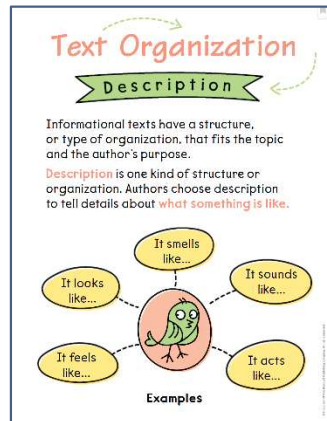 Text Organization
Description
Informational texts have a structure,
or type of organization, that fits the topic
and the author's purpose.
Description is one kind of structure or
organization. Authors choose description
to tell details about what something is like.
It smells
like...
It looks
like...
It sounds
like...
It feels
like...
It acts
like...
Examples